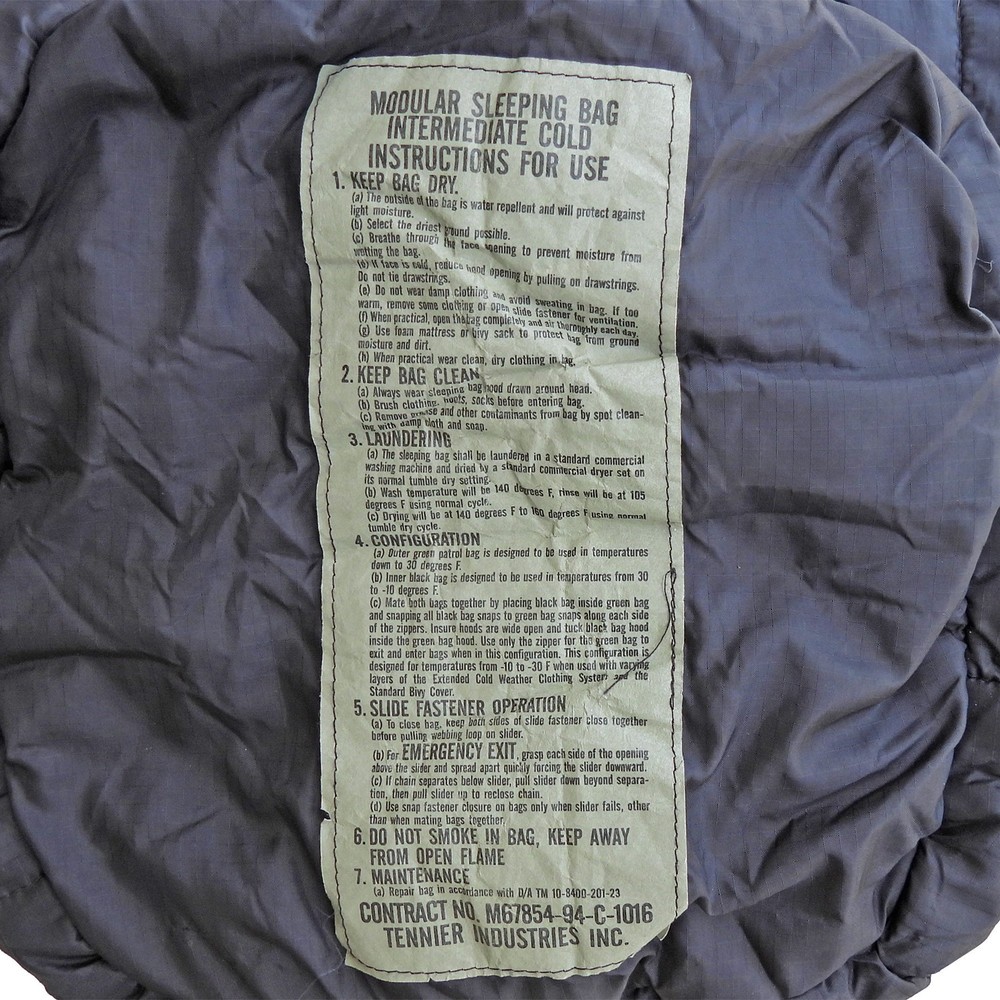 MODULAR SLEEPING BAG
INTERMEDIATE COLD
INSTRUCTIONS FOR USE
1. KEEP BAG DRY.
(a) The outside of the bag is water repellent and will protect against
light moisture.
(b) Select the driest ground possible.
(c) Breathe through the face opening to prevent moisture from
wetting the bag.
(d) If face is cold, reduce hood opening by pulling on drawstrings.
Do not tie drawstrings.
(e) Do not wear damp clothing and avoid sweating in bag. If too
warm, remove some clothing or open slide fastener for ventilation.
(f) When practical, open the bag completely and air thoroughly each day.
(g) Use foam mattress or bivy sack to protect bag from ground
moisture and dirt.
(h) When practical wear clean, dry clothing in bag.
2. KEEP BAG CLEAN
(a) Always wear sleeping bag hood drawn around head.
(b) Brush clothing, boots, socks before entering bag.
(c) Remove grease and other contaminants from bag by spot clean-
ing with damp cloth and soap.
3. LAUNDERING
(a) The sleeping bag shall be laundered in a standard commercial
washing machine and dried by a standard commercial dryer set on
its normal tumble dry setting.
(b) Wash temperature will be 140 degrees F, rinse will be at 105
degrees F using normal cycle.
(c) Drying will be at 140 degrees F to 160 degrees F using normal
tumble dry cycle.
4. CONFIGURATION
(a) Outer green patrol bag is designed to be used in temperatures
down to 30 degrees F.
(b) Inner black bag is designed to be used in temperatures from 30
to -10 degrees F.
(c) Mate both bags together by placing black bag inside green bag
and snapping all black bag snaps to green bag snaps along each side
of the zippers. Insure hoods are wide open and tuck black bag hood
inside the green bag hood. Use only the zipper for the green bag to
exit and enter bags when in this configuration. This configuration is
designed for temperatures from -10 to -30 F when used with varying
layers of the Extended Cold Weather Clothing System and the
Standard Bivy Cover.
5. SLIDE FASTENER OPERATION
(a) To close bag, keep both sides of slide fastener close together
before pulling webbing loop on slider.
(b) For EMERGENCY EXIT, grasp each side of the opening
above the slider and spread apart quickly forcing the slider downward.
(c) If chain separates below slider, pull slider down beyond separa-
tion, then pull slider up to reclose chain.
(d) Use snap fastener closure on bags only when slider fails, other
than when mating bags together.
6. DO NOT SMOKE IN BAG, KEEP AWAY
FROM OPEN FLAME
7. MAINTENANCE
(a) Repair bag in accordance with D/A TM 10-8400-201-23
CONTRACT NO. M67854-94-C-1016
TENNIER INDUSTRIES INC.